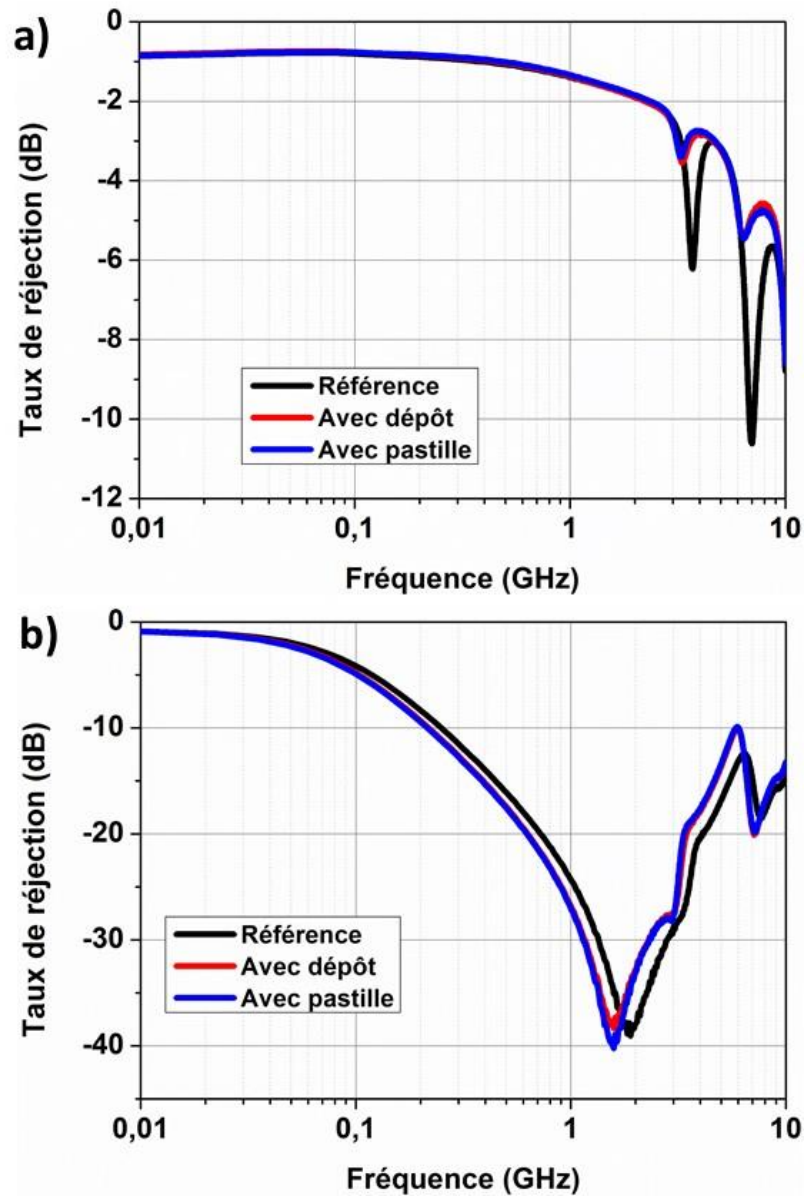 a)
Taux de réjection (dB)
0
-2
-4
-6
-8
-10
-12
Référence
Avec dépôt
Avec pastille
0,01
0,1
1
10
Fréquence (GHz)
b)
Taux de réjection (dB)
0
-10
-20
-30
-40
Référence
Avec dépôt
Avec pastille
0,01
0,1
1
10
Fréquence (GHz)